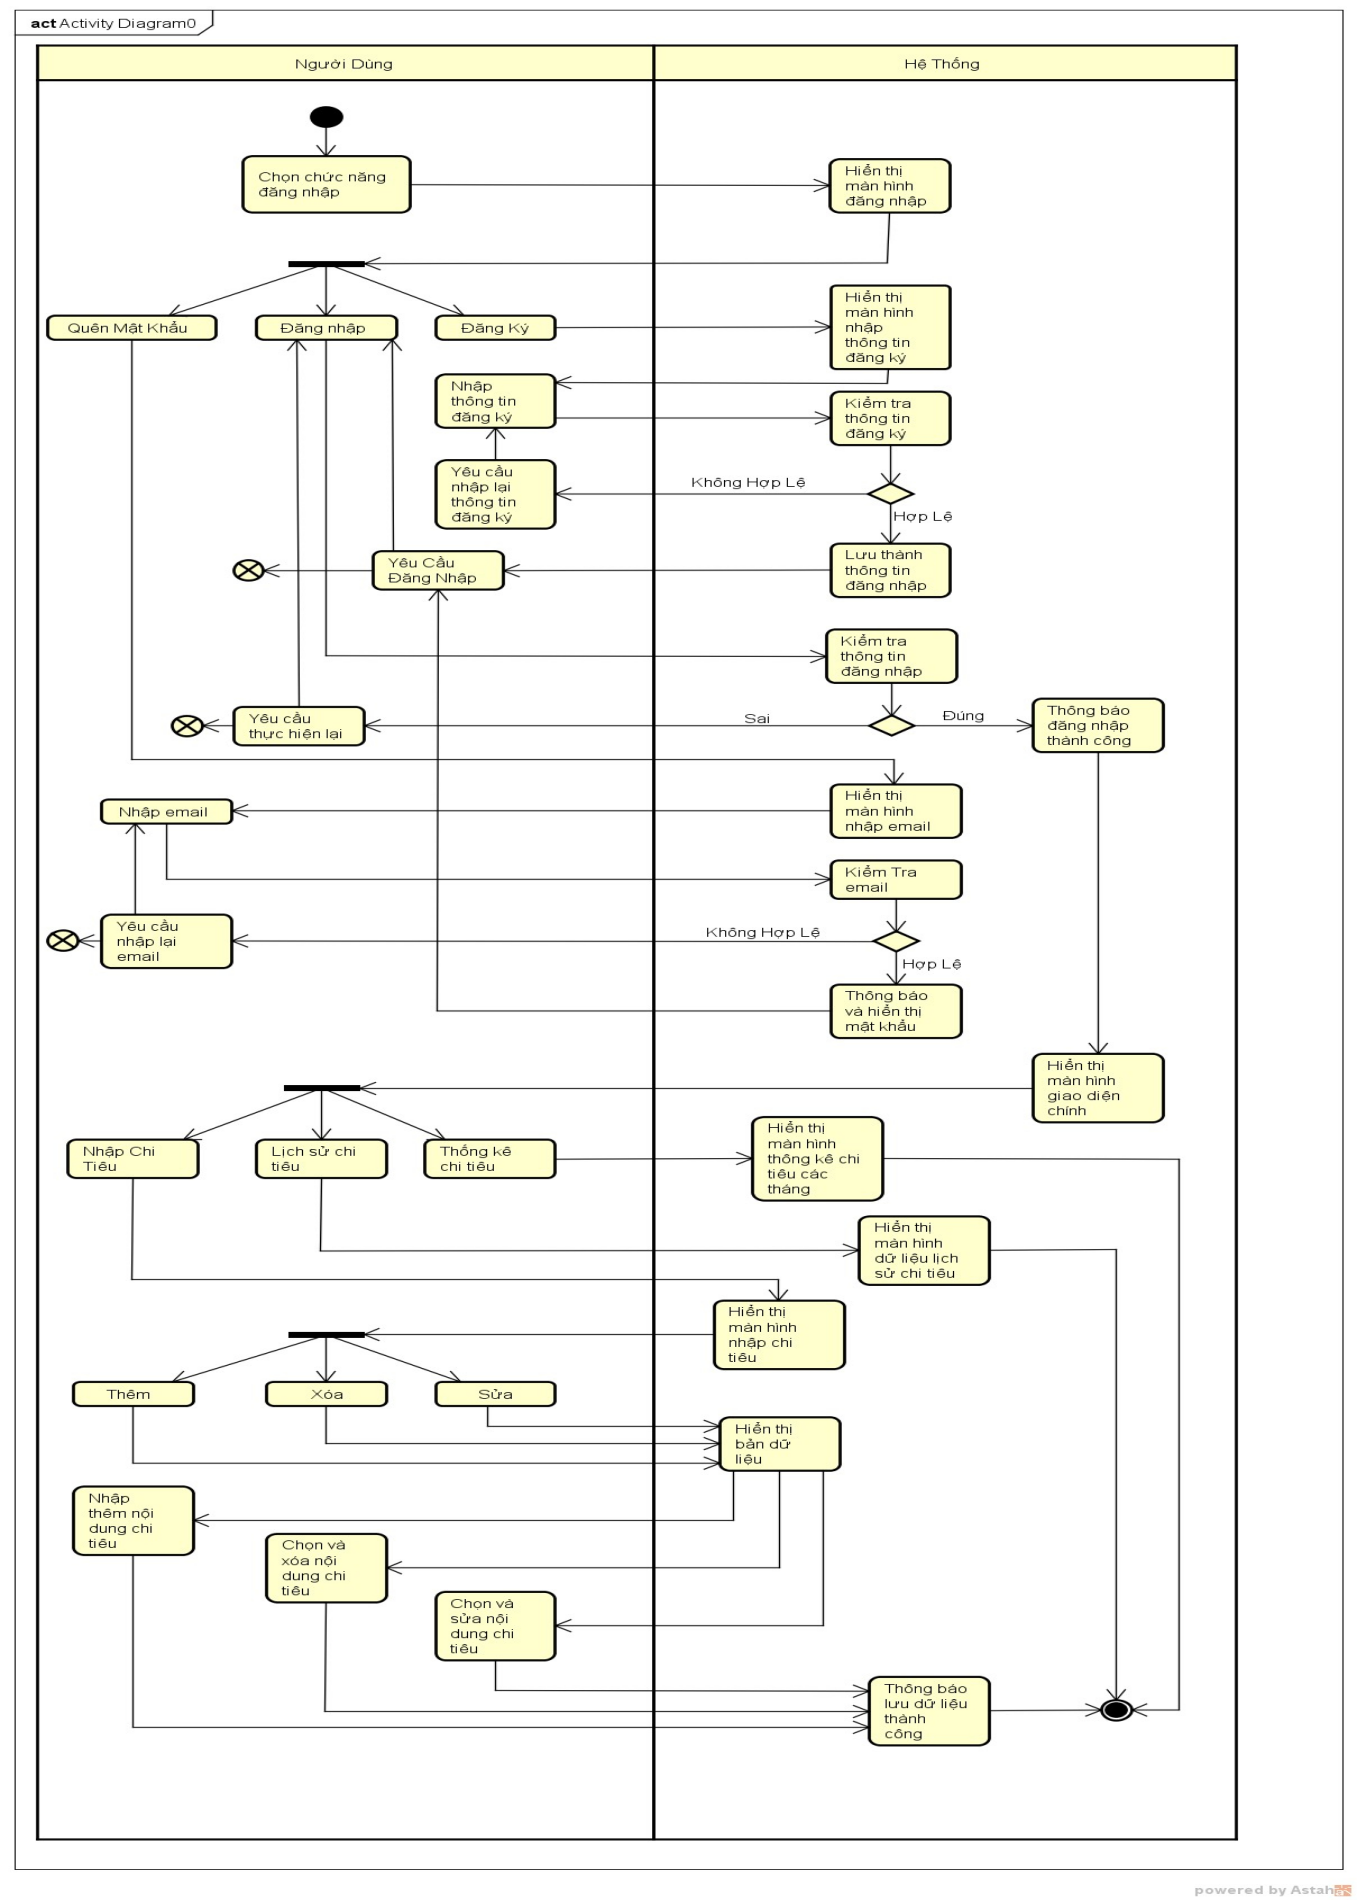 act Activity Diagram0
Người Dùng
Hệ Thống
Chọn chức năng
đăng nhập
Hiển thị
màn hình
đăng nhập
Quên Mật Khẩu
Đăng nhập
Đăng Ký
Hiển thị
màn hình
nhập
thông tin
đăng ký
Nhập
thông tin
đăng ký
Kiểm tra
thông tin
đăng ký
Yêu cầu
nhập lại
thông tin
đăng ký
Không Hợp Lệ
Hợp Lệ
Yêu Cầu
Đăng Nhập
Lưu thành
thông tin
đăng nhập
Kiểm tra
thông tin
đăng nhập
Yêu cầu
thực hiện lại
Sai
Đúng
Thông báo
đăng nhập
thành công
Nhập email
Hiển thị
màn hình
nhập email
Kiểm Tra
email
Yêu cầu
nhập lại
email
Không Hợp Lệ
Hợp Lệ
Thông báo
và hiển thị
mật khẩu
Hiển thị
màn hình
giao diện
chính
Nhập Chi
Tiêu
Lịch sử chi
tiêu
Thống kê
chi tiêu
Hiển thị
màn hình
thống kê chi
tiêu các
tháng
Hiển thị
màn hình
dữ liệu lịch
sử chi tiêu
Hiển thị
màn hình
nhập chi
tiêu
Thêm
Xóa
Sửa
Hiển thị
bản dữ
liệu
Nhập
thêm nội
dung chi
tiêu
Chọn và
xóa nội
dung chi
tiêu
Chọn và
sửa nội
dung chi
tiêu
Thông báo
lưu dữ liệu
thành
công
powered by Astah